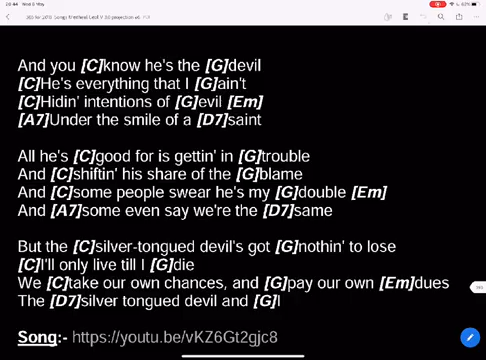 And you [C]know he's the [G]devil
[C]He's everything that I [G]ain't
[C]Hidin' intentions of [G]evil [Em]
[A7]Under the smile of a [D7]saint
All he's [C]good for is gettin' in [G]trouble
And [C]shiftin' his share of the [G]blame
And [C]some people swear he's my [G]double [Em]
And [A7]some even say we're the [D7]same
But the [C]silver-tongued devil's got [G]nothin' to lose
[C]I'll only live till I [G]die
We [C]take our own chances, and [G]pay our own [Em]dues
The [D7]silver tongued devil and [G]I
Song:- https://youtu.be/vKZ6Gt2gjc8